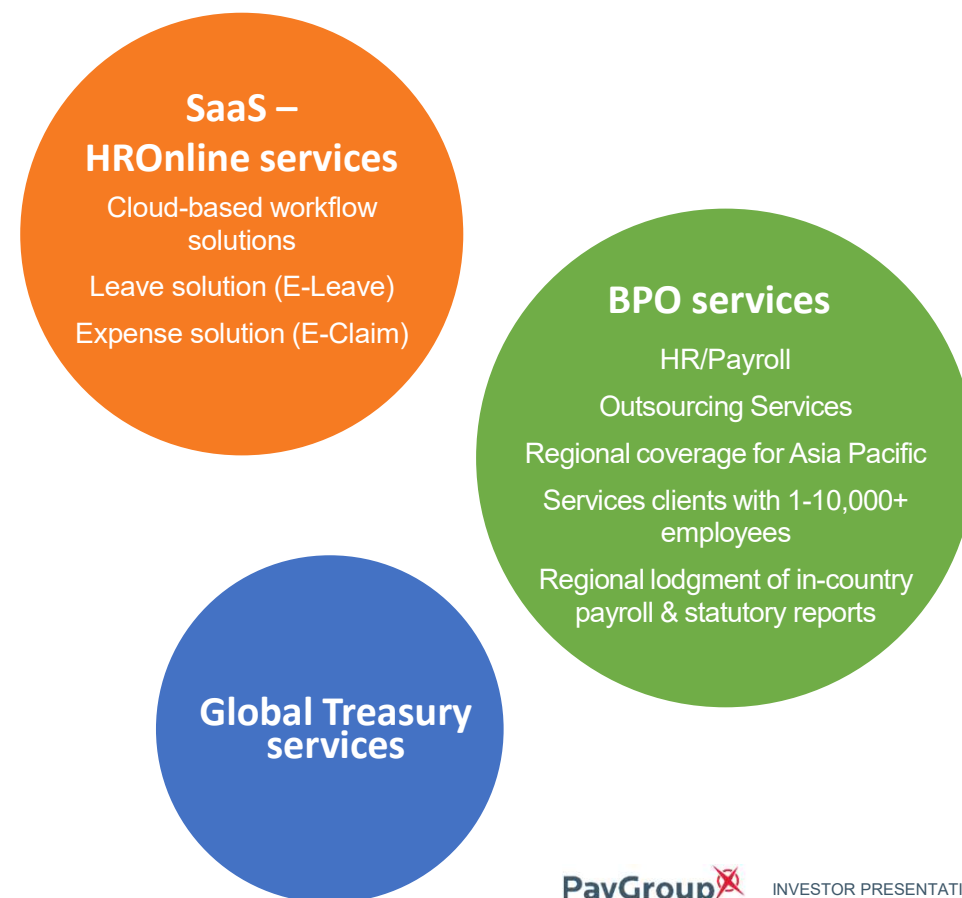 SaaS –
HROnline services
Cloud-based workflow
solutions
Leave solution (E-Leave)
Expense solution (E-Claim)
BPO services
HR/Payroll
Outsourcing Services
Regional coverage for Asia Pacific
Services clients with 1-10,000+
employees
Regional lodgment of in-country
payroll & statutory reports
Global Treasury
services
PayGroup INVESTOR PRESENTATI